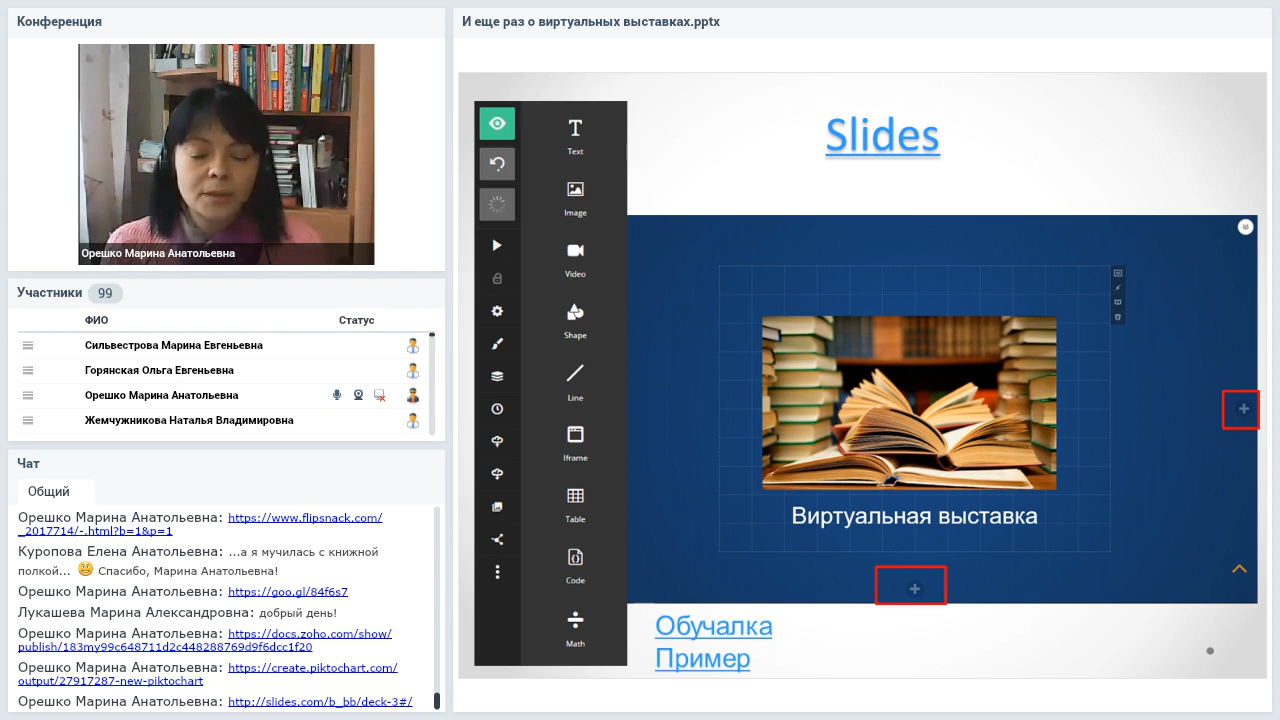 Конференция
Орешко Марина Анатольевна
Участники 99
ФИО Статус
Сильвестрова Марина Евгеньевна
Горянская Ольга Евгеньевна
Орешко Марина Анатольевна
Жемчужникова Наталья Владимировна
Чат
Общий
Орешко Марина Анатольевна: https://www.flipsnack.com/
_2017714/-.html?b=1&p=1
Куропова Елена Анатольевна: ...а я мучилась с книжной
полкой... Спасибо, Марина Анатольевна!
Орешко Марина Анатольевна: https://goo.gl/84f6s7
Лукашева Марина Александровна: добрый день!
Орешко Марина Анатольевна: https://docs.zoho.com/show/
publish/183my99c648711d2c448288769d9f6dcc1f20
Орешко Марина Анатольевна: https://create.piktochart.com/
output/27917287-new-piktochart
Орешко Марина Анатольевна: http://slides.com/b_bb/deck-3#/
И еще раз о виртуальных выставках.pptx
Slides
Text
Image
Video
Shape
Line
Iframe
Table
Code
Math
Виртуальная выставка
Обучалка
Пример